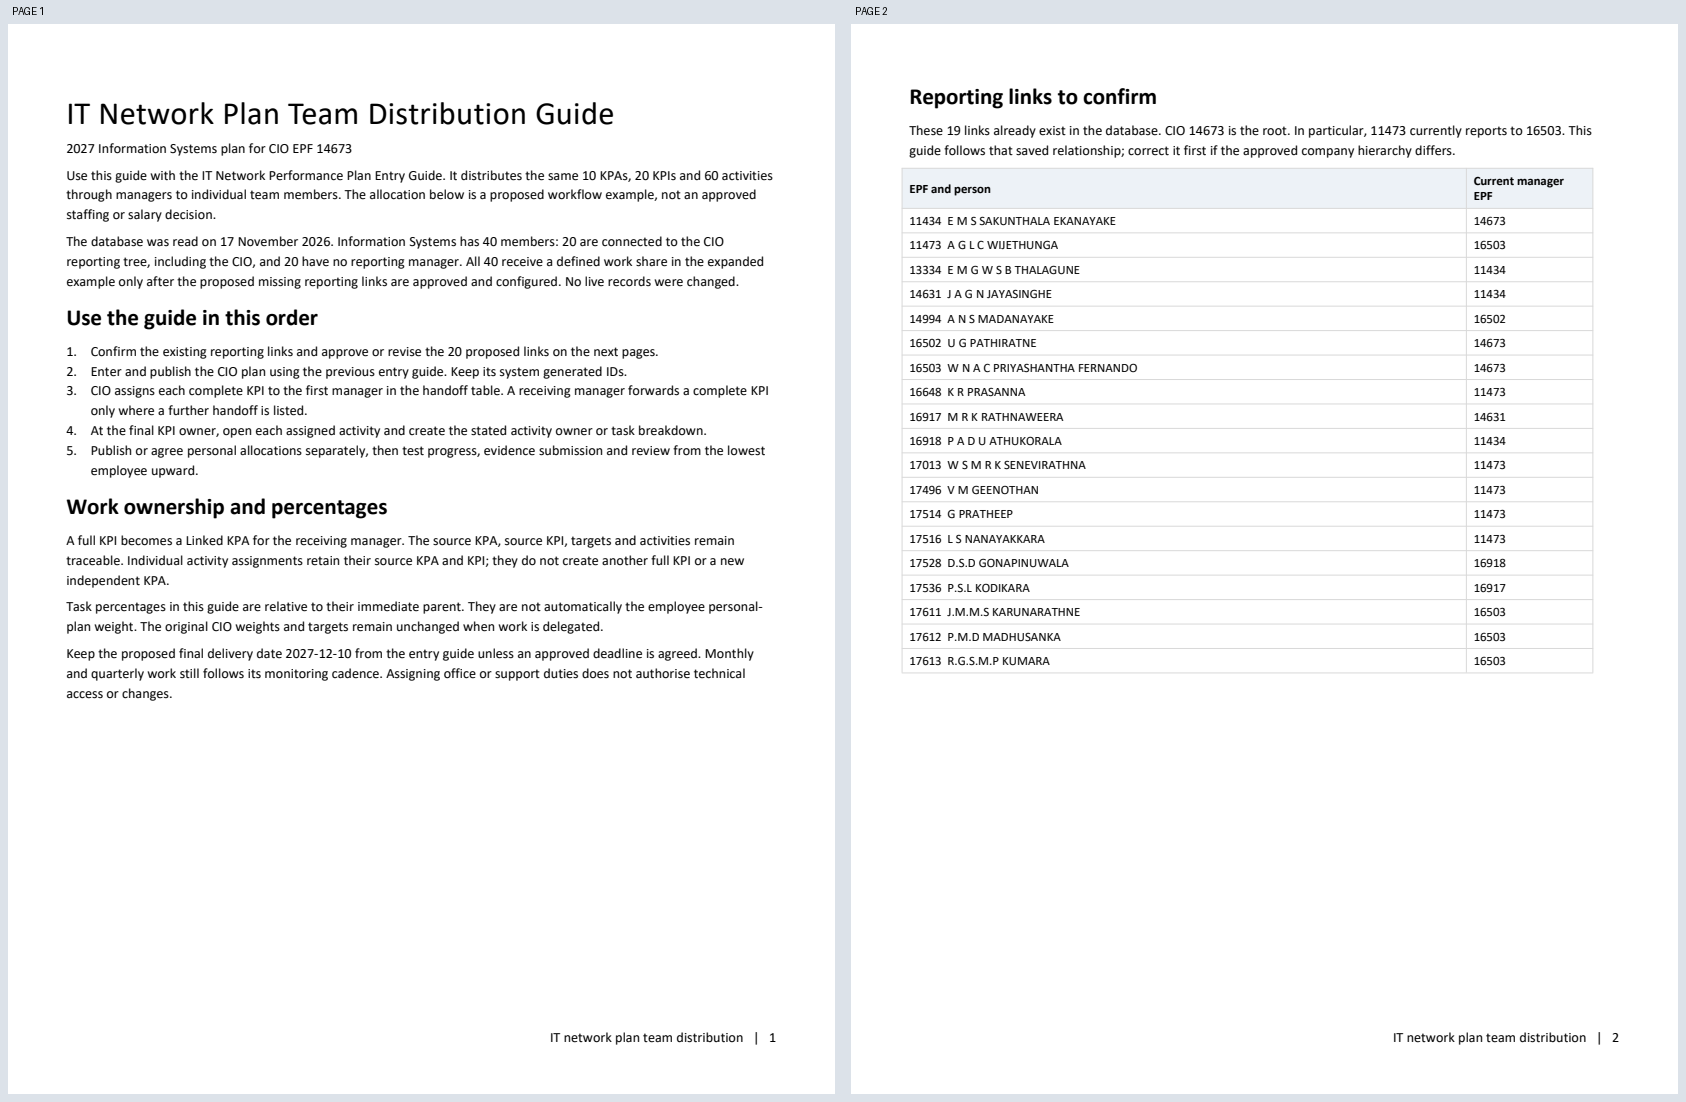 PAGE 1
IT Network Plan Team Distribution Guide
2027 Information Systems plan for CIO EPF 14673
Use this guide with the IT Network Performance Plan Entry Guide. It distributes the same 10 KPAs, 20 KPIs and 60 activities
through managers to individual team members. The allocation below is a proposed workflow example, not an approved
staffing or salary decision.
The database was read on 17 November 2026. Information Systems has 40 members: 20 are connected to the CIO
reporting tree, including the CIO, and 20 have no reporting manager. All 40 receive a defined work share in the expanded
example only after the proposed missing reporting links are approved and configured. No live records were changed.
Use the guide in this order
1. Confirm the existing reporting links and approve or revise the 20 proposed links on the next pages.
2. Enter and publish the CIO plan using the previous entry guide. Keep its system generated IDs.
3. CIO assigns each complete KPI to the first manager in the handoff table. A receiving manager forwards a complete KPI
only where a further handoff is listed.
4. At the final KPI owner, open each assigned activity and create the stated activity owner or task breakdown.
5. Publish or agree personal allocations separately, then test progress, evidence submission and review from the lowest
employee upward.
Work ownership and percentages
A full KPI becomes a Linked KPA for the receiving manager. The source KPA, source KPI, targets and activities remain
traceable. Individual activity assignments retain their source KPA and KPI; they do not create another full KPI or a new
independent KPA.
Task percentages in this guide are relative to their immediate parent. They are not automatically the employee personal-
plan weight. The original CIO weights and targets remain unchanged when work is delegated.
Keep the proposed final delivery date 2027-12-10 from the entry guide unless an approved deadline is agreed. Monthly
and quarterly work still follows its monitoring cadence. Assigning office or support duties does not authorise technical
access or changes.
IT network plan team distribution | 1
PAGE 2
Reporting links to confirm
These 19 links already exist in the database. CIO 14673 is the root. In particular, 11473 currently reports to 16503. This
guide follows that saved relationship; correct it first if the approved company hierarchy differs.
EPF and person Current manager
EPF
11434 E M S SAKUNTHALA EKANAYAKE 14673
11473 A G L C WIJETHUNGA 16503
13334 E M G W S B THALAGUNE 11434
14631 J A G N JAYASINGHE 11434
14994 A N S MADANAYAKE 16502
16502 U G PATHIRATNE 14673
16503 W N A C PRIYASHANTHA FERNANDO 14673
16648 K R PRASANNA 11473
16917 M R K RATHNAWEERA 14631
16918 P A D U ATHUKORALA 11434
17013 W S M R K SENEVIRATHNA 11473
17496 V M GEENOTHAN 11473
17514 G PRATHEEP 11473
17516 L S NANAYAKKARA 11473
17528 D.S.D GONAPINUWALA 16918
17536 P.S.L KODIKARA 16917
17611 J.M.M.S KARUNARATHNE 16503
17612 P.M.D MADHUSANKA 16503
17613 R.G.S.M.P KUMARA 16503
IT network plan team distribution | 2